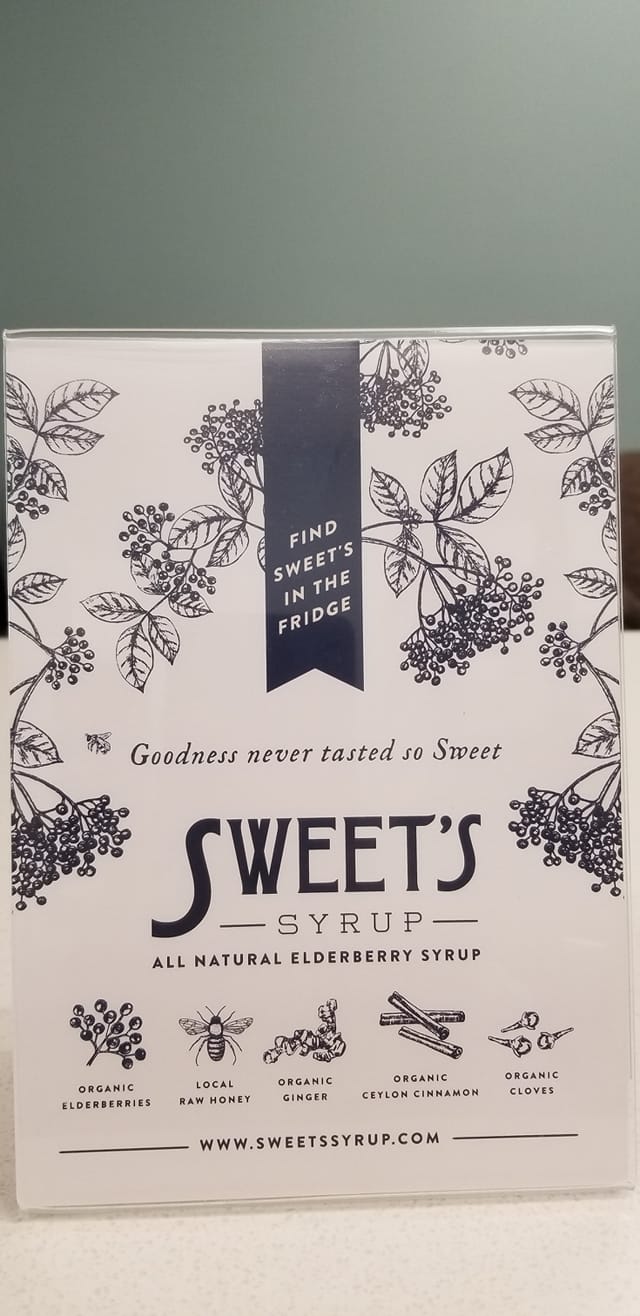 FIND
SWEET'S
IN THE
FRIDGE
Goodness never tasted so Sweet
SWEET'S
SYRUP
ALL NATURAL ELDERBERRY SYRUP
ORGANIC
ELDERBERRIES
LOCAL
RAW HONEY
ORGANIC
GINGER
ORGANIC
CEYLON CINNAMON
ORGANIC
CLOVES
WWW.SWEETSSYRUP.COM